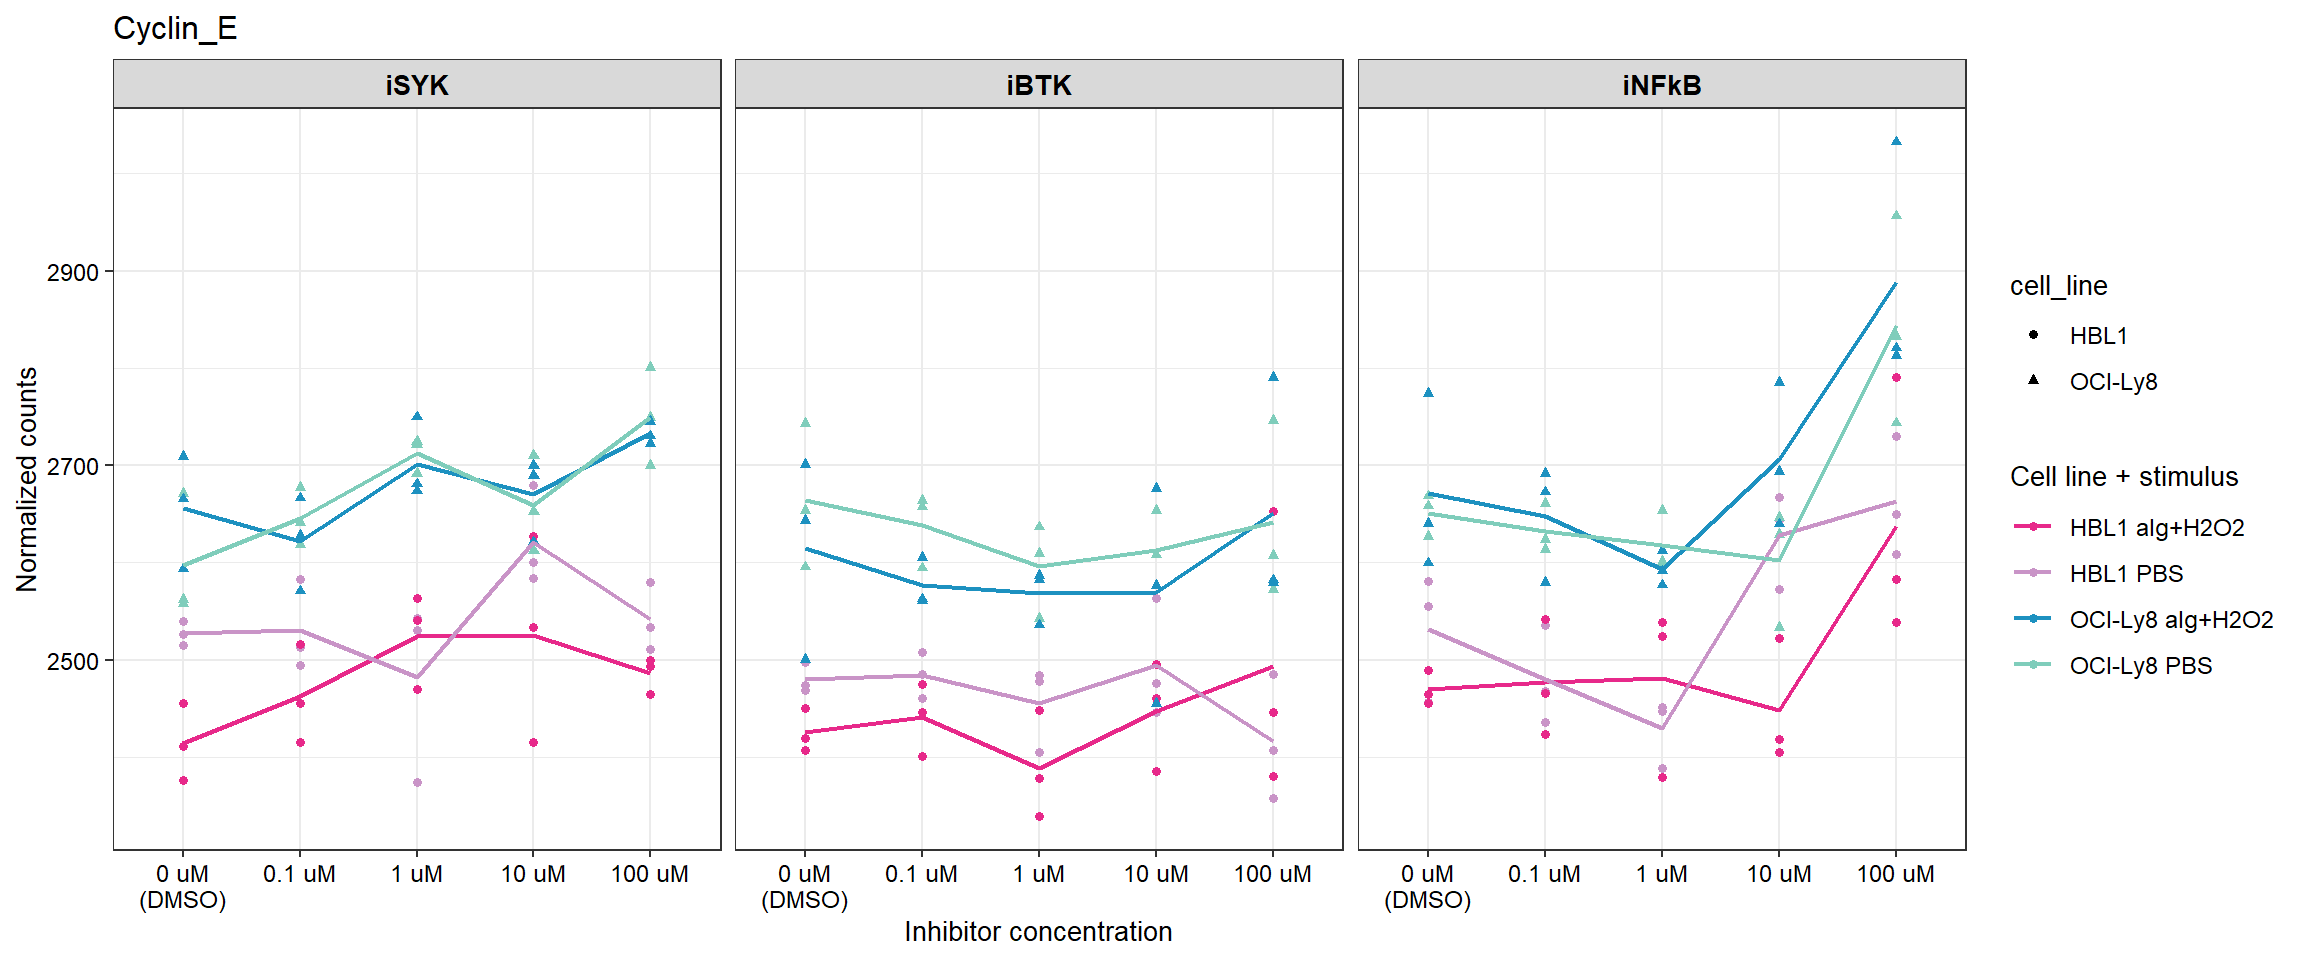 Cyclin_E
iSYK
iBTK
iNFkB
Normalized counts
2900
2700
2500
0 uM
(DMSO)
0.1 uM
1 uM
10 uM
100 uM
0 uM
(DMSO)
0.1 uM
1 uM
10 uM
100 uM
0 uM
(DMSO)
0.1 uM
1 uM
10 uM
100 uM
Inhibitor concentration
cell_line
HBL1
OCI-Ly8
Cell line + stimulus
HBL1 aIg+H2O2
HBL1 PBS
OCI-Ly8 aIg+H2O2
OCI-Ly8 PBS